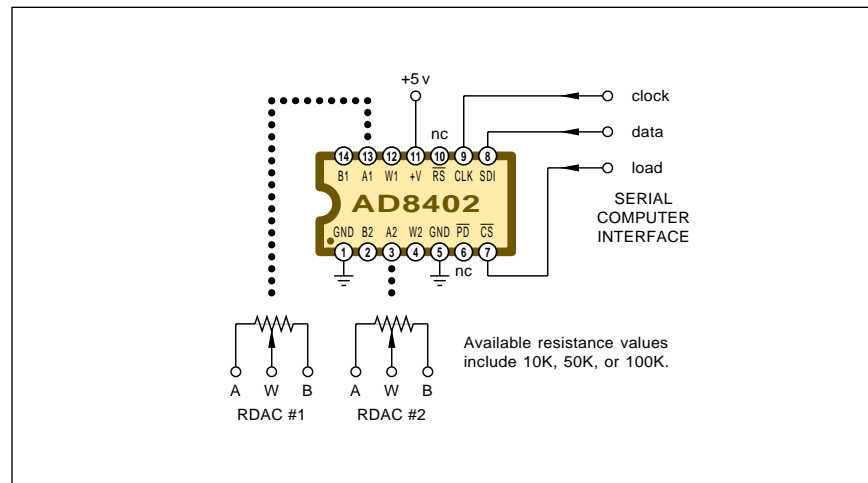 +5 v
clock
nc
data
14 13 12 11 10 9 8
load
B1 A1 W1 +V RS CLK SDI
AD8402
SERIAL
COMPUTER
INTERFACE
GND B2 A2 W2 GND PD CS
1 2 3 4 5 6 7
nc
Available resistance values
include 10K, 50K, or 100K.
A W B A W B
RDAC #1 RDAC #2